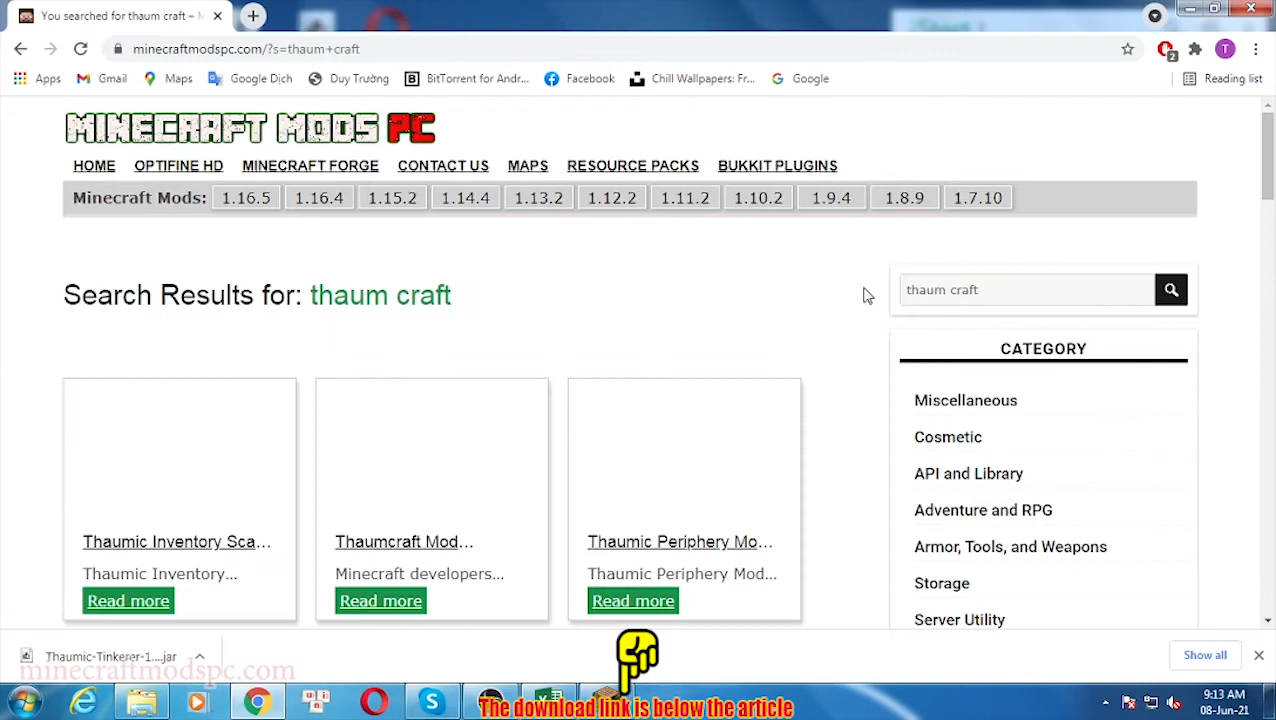 You searched for thaum craft – M
minecraftmodspc.com/?s=thaum+craft
2
T
Apps
Gmail
Maps
Google Dịch
Duy Trường
BitTorrent for Andr...
Facebook
Chill Wallpapers: Fr...
Google
Reading list
MINECRAFT MODS PC
HOME OPTIFINE HD MINECRAFT FORGE CONTACT US MAPS RESOURCE PACKS BUKKIT PLUGINS
Minecraft Mods: 1.16.5 1.16.4 1.15.2 1.14.4 1.13.2 1.12.2 1.11.2 1.10.2 1.9.4 1.8.9 1.7.10
Search Results for: thaum craft
thaum craft
CATEGORY
Miscellaneous
Cosmetic
API and Library
Adventure and RPG
Armor, Tools, and Weapons
Storage
Server Utility
Thaumic Inventory Sca...
Thaumic Inventory...
Read more
Thaumcraft Mod...
Minecraft developers...
Read more
Thaumic Periphery Mo...
Thaumic Periphery Mod...
Read more
Thaumic-Tinkerer-1....jar
Show all
minecraftmodspc.com
The download link is below the article
9:13 AM
08-Jun-21